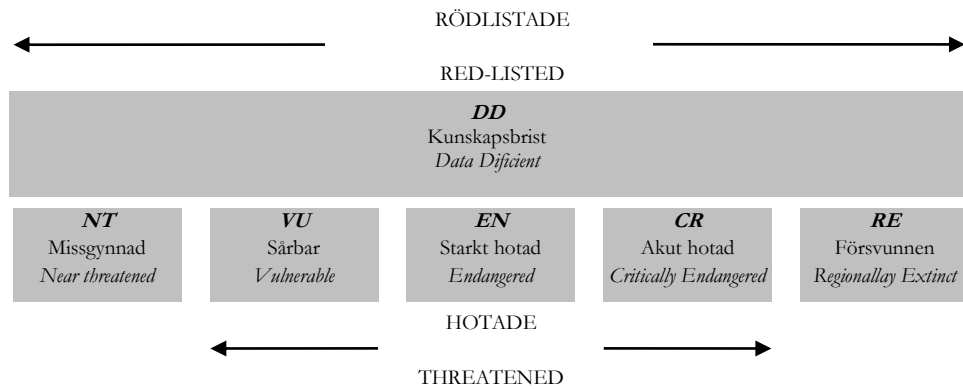 RÖDLISTADE
RED-LISTED
DD
Kunskapsbrist
Data Dificient
NT
Missgynnad
Near threatened
VU
Sårbar
Vulnerable
EN
Starkt hotad
Endangered
CR
Akut hotad
Critically Endangered
RE
Försvunnen
Regionallay Extinct
HOTADE
THREATENED